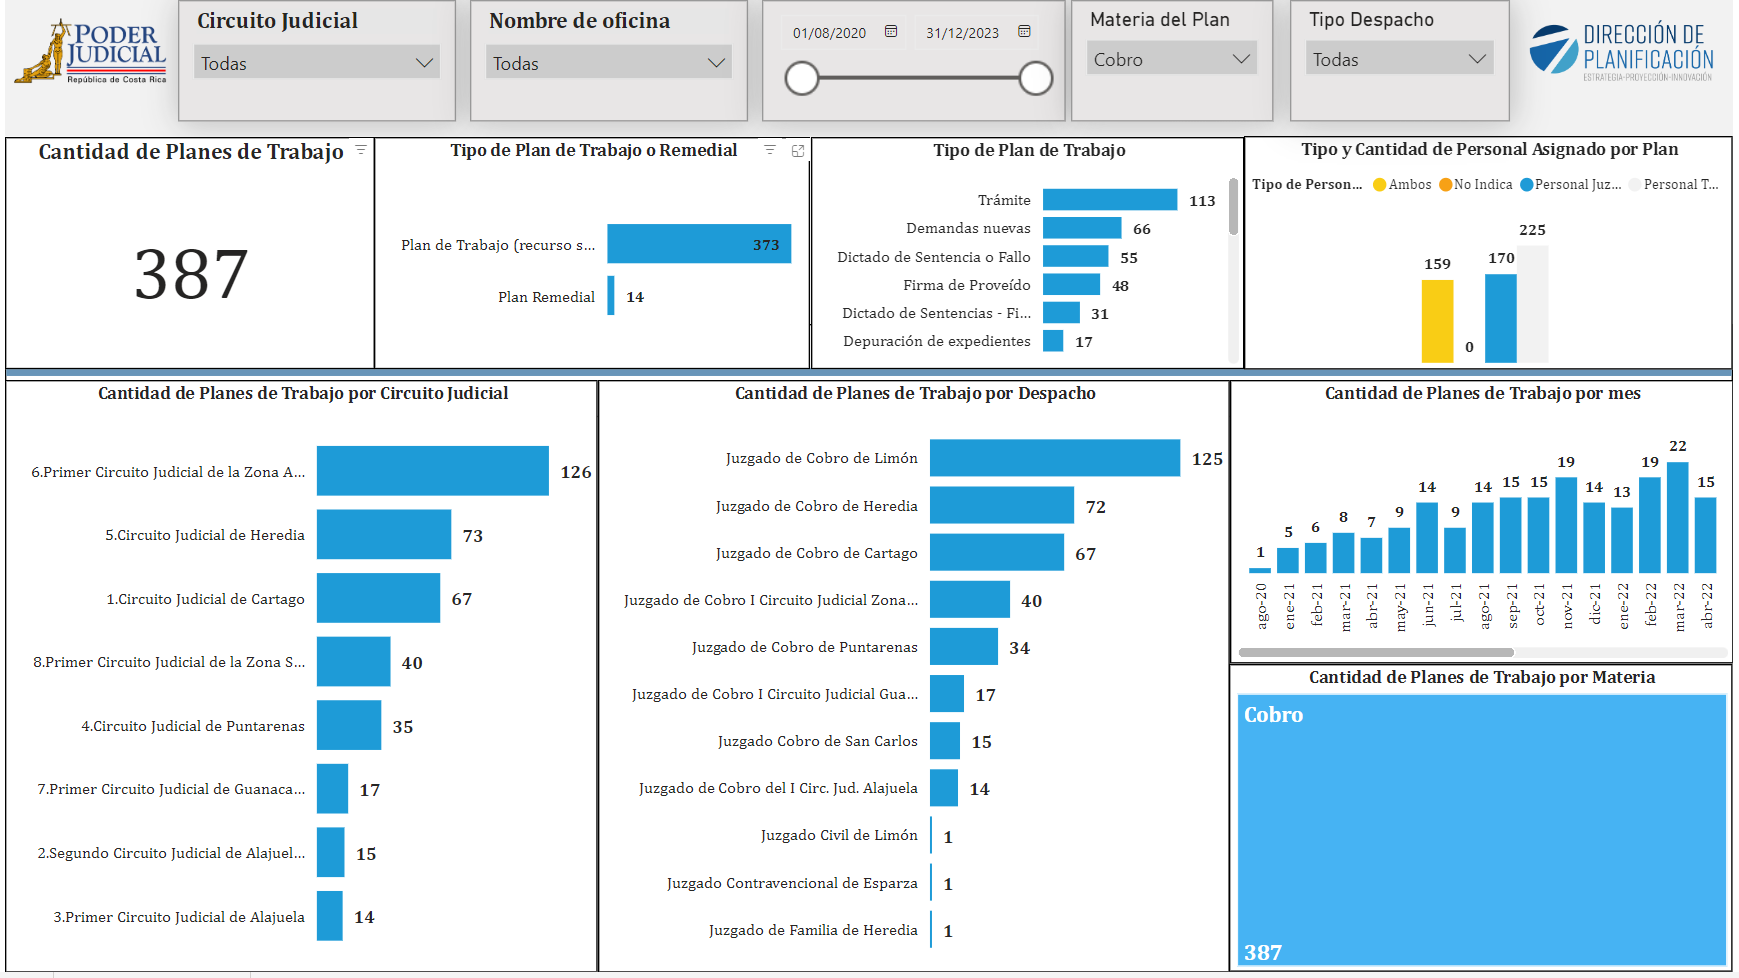 PODER
JUDICIAL
República de Costa Rica
Circuito Judicial
Todas
Nombre de oficina
Todas
01/08/2020
31/12/2023
Materia del Plan
Cobro
Tipo Despacho
Todas
DIRECCIÓN DE
PLANIFICACIÓN
ESTRATEGIA-PROYECCIÓN-INNOVACIÓN
Cantidad de Planes de Trabajo
387
Tipo de Plan de Trabajo o Remedial
Plan de Trabajo (recurso s... 373
Plan Remedial 14
Tipo de Plan de Trabajo
Trámite 113
Demandas nuevas 66
Dictado de Sentencia o Fallo 55
Firma de Proveído 48
Dictado de Sentencias - Fi... 31
Depuración de expedientes 17
Tipo y Cantidad de Personal Asignado por Plan
Tipo de Person... Ambos No Indica Personal Juz... Personal T...
159 0 170 225
Cantidad de Planes de Trabajo por Circuito Judicial
6.Primer Circuito Judicial de la Zona A... 126
5.Circuito Judicial de Heredia 73
1.Circuito Judicial de Cartago 67
8.Primer Circuito Judicial de la Zona S... 40
4.Circuito Judicial de Puntarenas 35
7.Primer Circuito Judicial de Guanaca... 17
2.Segundo Circuito Judicial de Alajuel... 15
3.Primer Circuito Judicial de Alajuela 14
Cantidad de Planes de Trabajo por Despacho
Juzgado de Cobro de Limón 125
Juzgado de Cobro de Heredia 72
Juzgado de Cobro de Cartago 67
Juzgado de Cobro I Circuito Judicial Zona... 40
Juzgado de Cobro de Puntarenas 34
Juzgado de Cobro I Circuito Judicial Gua... 17
Juzgado Cobro de San Carlos 15
Juzgado de Cobro del I Circ. Jud. Alajuela 14
Juzgado Civil de Limón 1
Juzgado Contravencional de Esparza 1
Juzgado de Familia de Heredia 1
Cantidad de Planes de Trabajo por mes
1 5 6 8 7 9 14 9 14 15 15 19 14 13 19 22 15
ago-20 ene-21 feb-21 mar-21 abr-21 may-21 jun-21 jul-21 ago-21 sep-21 oct-21 nov-21 dic-21 ene-22 feb-22 mar-22 abr-22
Cantidad de Planes de Trabajo por Materia
Cobro
387